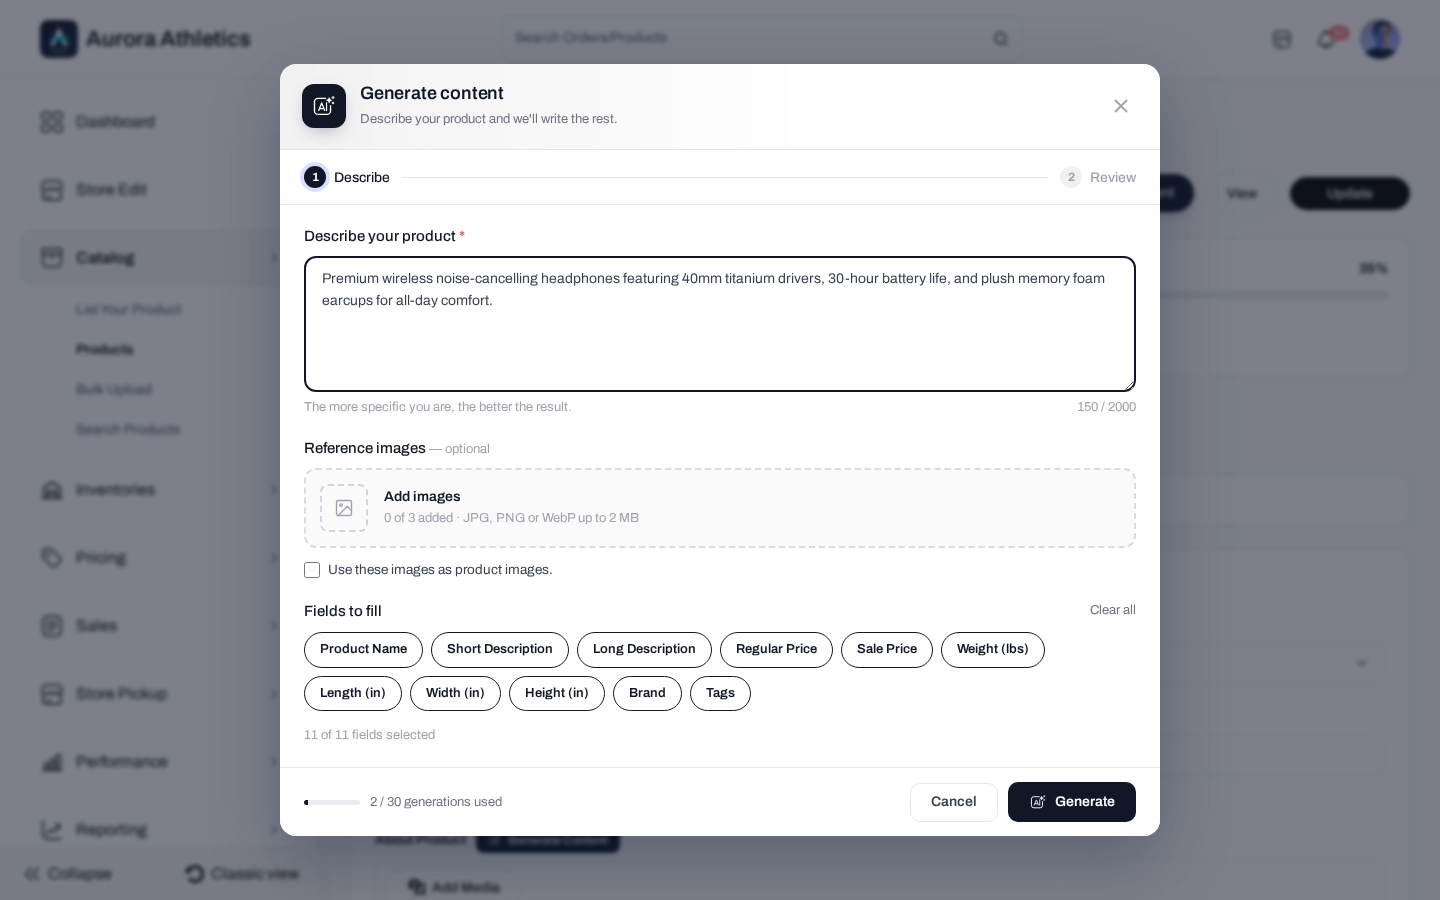 Aurora Athletics
Search Orders/Products
Dashboard
Store Edit
Catalog
List Your Product
Products
Bulk Upload
Search Products
Inventories
Pricing
Sales
Store Pickup
Performance
Reporting
Collapse
Classic view
View
Update
35%
Generate content
Describe your product and we'll write the rest.
1 Describe
2 Review
Describe your product *
Premium wireless noise-cancelling headphones featuring 40mm titanium drivers, 30-hour battery life, and plush memory foam
earcups for all-day comfort.
The more specific you are, the better the result.
150 / 2000
Reference images — optional
Add images
0 of 3 added · JPG, PNG or WebP up to 2 MB
Use these images as product images.
Fields to fill
Clear all
Product Name
Short Description
Long Description
Regular Price
Sale Price
Weight (lbs)
Length (in)
Width (in)
Height (in)
Brand
Tags
11 of 11 fields selected
2 / 30 generations used
Cancel
AI Generate
About Product
Generate Content
Add Media